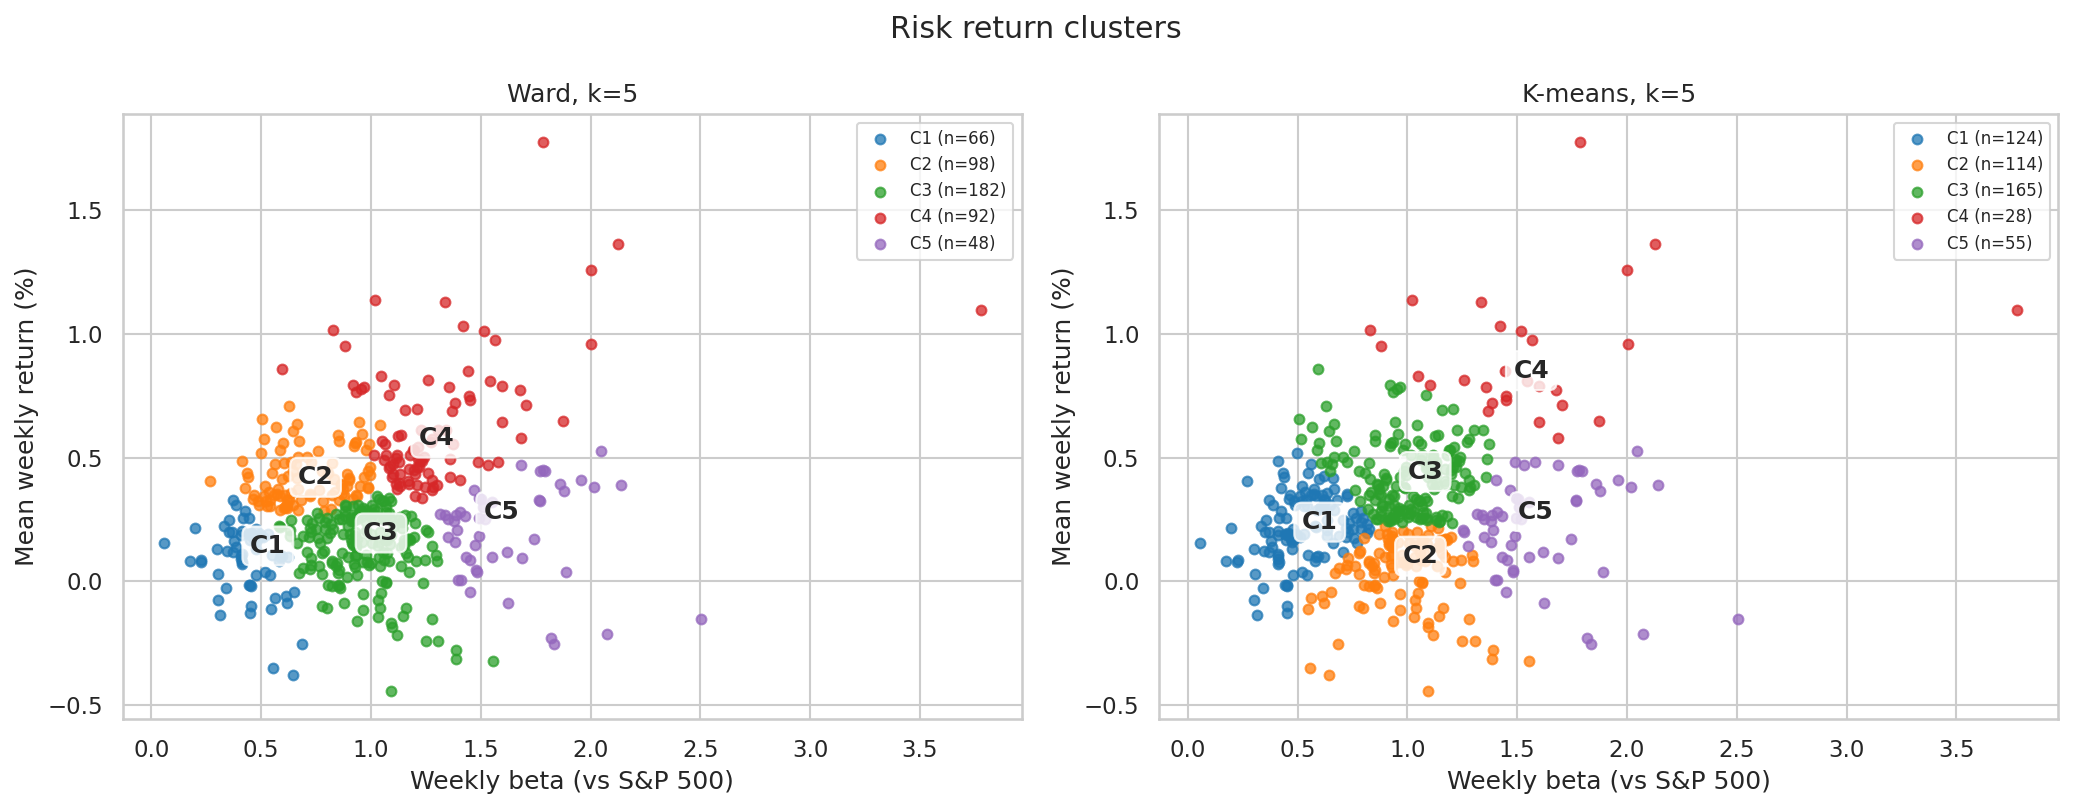 Risk return clusters
Ward, k=5
Mean weekly return (%)
1.5
1.0
0.5
0.0
−0.5
C1 (n=66)
C2 (n=98)
C3 (n=182)
C4 (n=92)
C5 (n=48)
C4
C2
C5
C3
C1
0.0 0.5 1.0 1.5 2.0 2.5 3.0 3.5
Weekly beta (vs S&P 500)
K-means, k=5
Mean weekly return (%)
1.5
1.0
0.5
0.0
−0.5
C1 (n=124)
C2 (n=114)
C3 (n=165)
C4 (n=28)
C5 (n=55)
C4
C3
C5
C1
C2
0.0 0.5 1.0 1.5 2.0 2.5 3.0 3.5
Weekly beta (vs S&P 500)